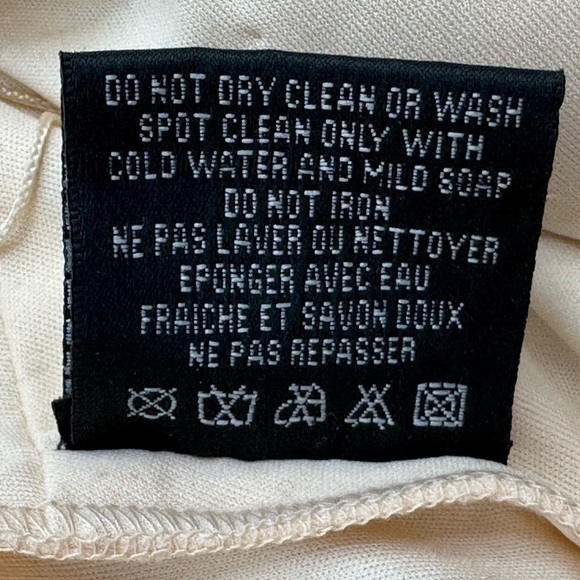 DO NOT DRY CLEAN OR WASH
SPOT CLEAN ONLY WITH
COLD WATER AND MILD SOAP
DO NOT IRON
NE PAS LAVER OU NETTOYER
EPONGER AVEC EAU
FRAICHE ET SAVON DOUX
NE PAS REPASSER